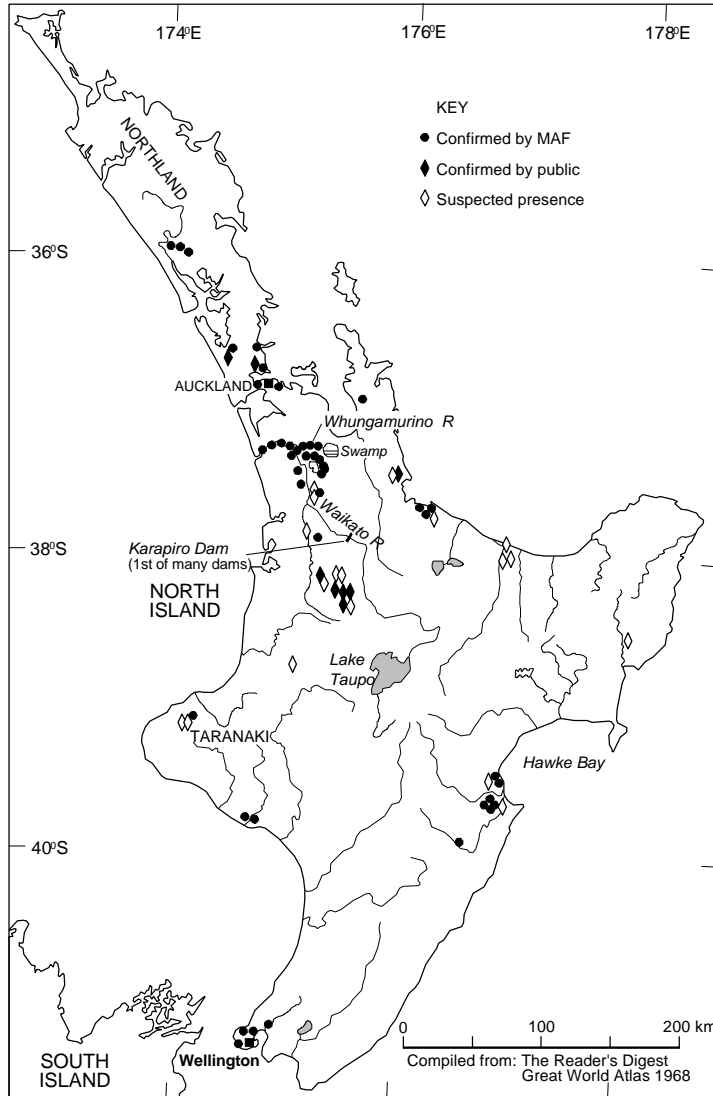 174°E
176°E
178°E
KEY
Confirmed by MAF
Confirmed by public
Suspected presence
NORTHLAND
36°S
AUCKLAND
Whungamurino R
Swamp
Waikato R
Karapiro Dam
(1st of many dams)
38°S
NORTH
ISLAND
Lake
Taupo
TARANAKI
Hawke Bay
40°S
Wellington
SOUTH
ISLAND
0 100 200 km
Compiled from: The Reader's Digest
Great World Atlas 1968